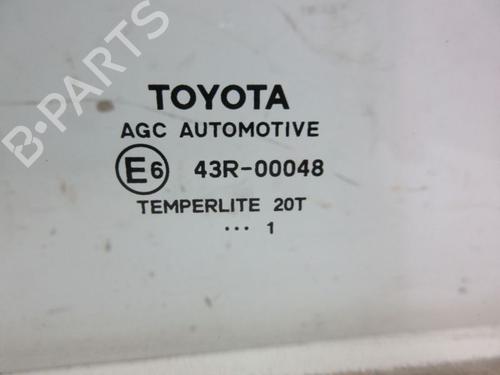 TOYOTA
AGC AUTOMOTIVE
E6 43R-00048
TEMPERLITE 20T
··· 1
B-PARTS